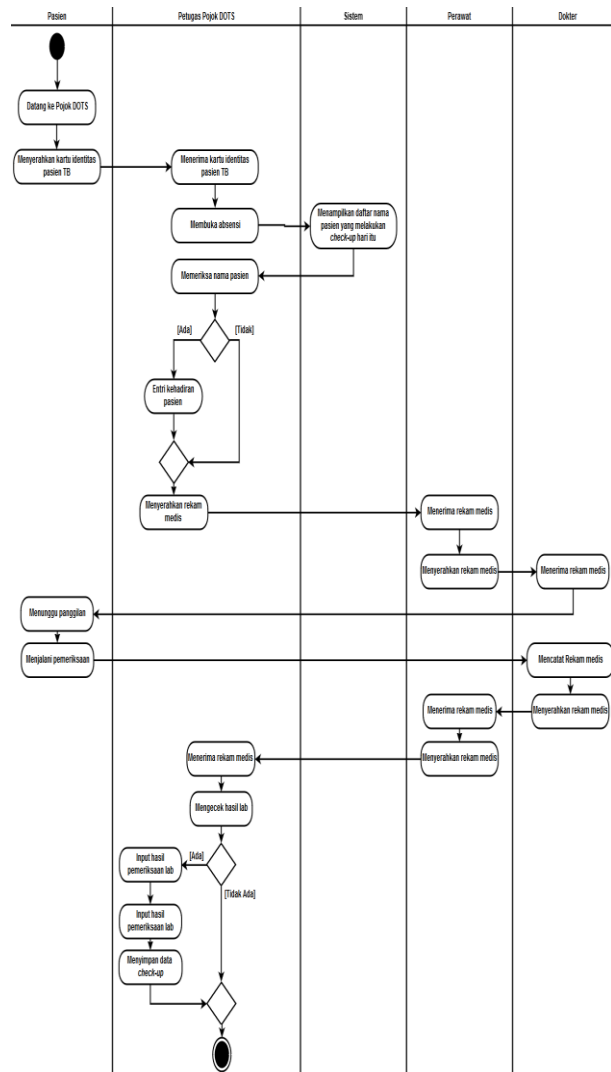 Pasien
Petugas Pojok DOTS
Sistem
Perawat
Dokter
Datang ke Pojok DOTS
Menyerahkan kartu identitas
pasien TB
Menerima kartu identitas
pasien TB
Membuka absensi
Menampilkan daftar nama
pasien yang melakukan
check-up hari itu
Memeriksa nama pasien
[Ada]
[Tidak]
Entri kehadiran
pasien
Menyerahkan rekam
medis
Menerima rekam medis
Menyerahkan rekam medis
Menerima rekam medis
Menunggu panggilan
Menjalani pemeriksaan
Mencatat Rekam medis
Menyerahkan rekam medis
Menerima rekam medis
Menyerahkan rekam medis
Menerima rekam medis
Mengecek hasil lab
[Ada]
[Tidak Ada]
Input hasil
pemeriksaan lab
Input hasil
pemeriksaan lab
Menyimpan data
check-up